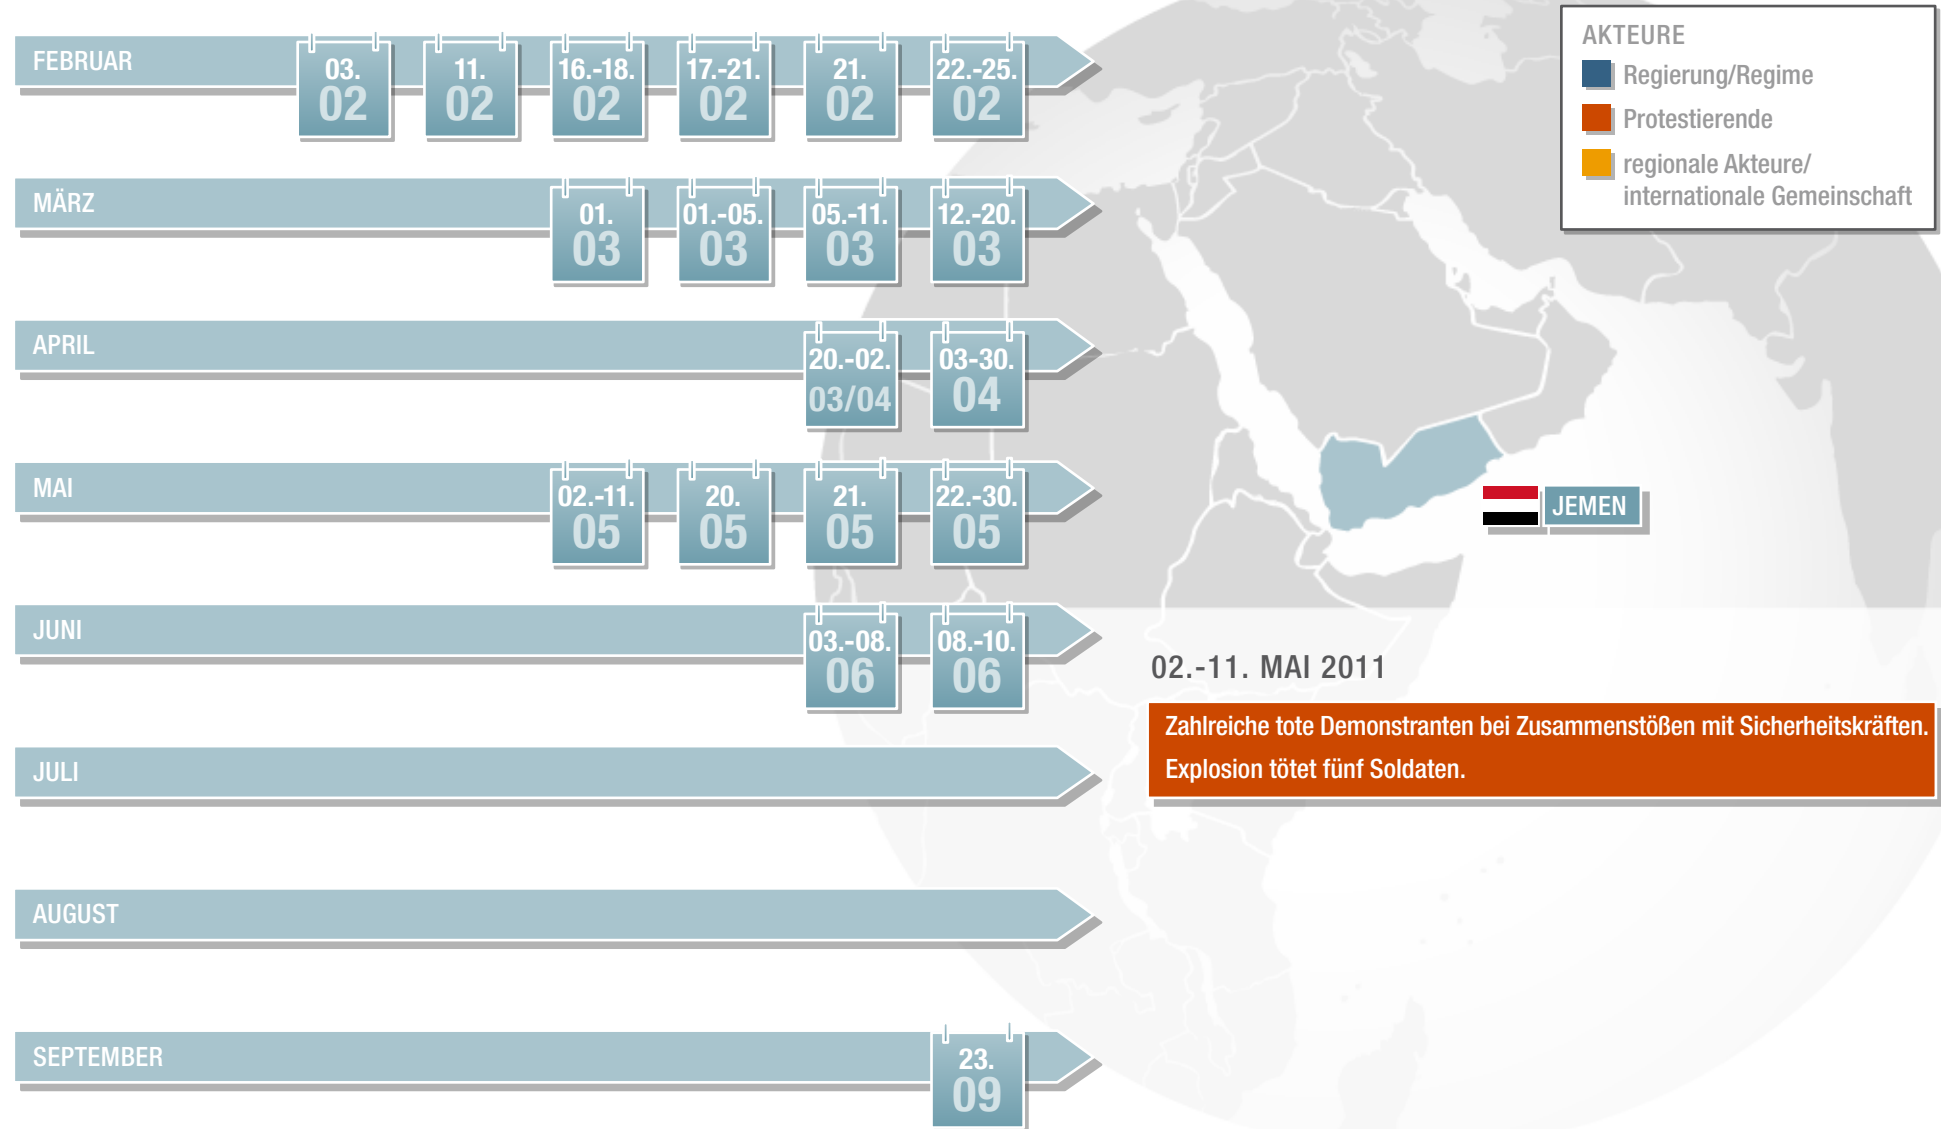 FEBRUAR
03.
02
11.
02
16.-18.
02
17.-21.
02
21.
02
22.-25.
02
MÄRZ
01.
03
01.-05.
03
05.-11.
03
12.-20.
03
APRIL
20.-02.
03/04
03-30.
04
MAI
02.-11.
05
20.
05
21.
05
22.-30.
05
JUNI
03.-08.
06
08.-10.
06
JULI
AUGUST
SEPTEMBER
23.
09
AKTEURE
Regierung/Regime
Protestierende
regionale Akteure/
internationale Gemeinschaft
JEMEN
02.-11. MAI 2011
Zahlreiche tote Demonstranten bei Zusammenstößen mit Sicherheitskräften.
Explosion tötet fünf Soldaten.